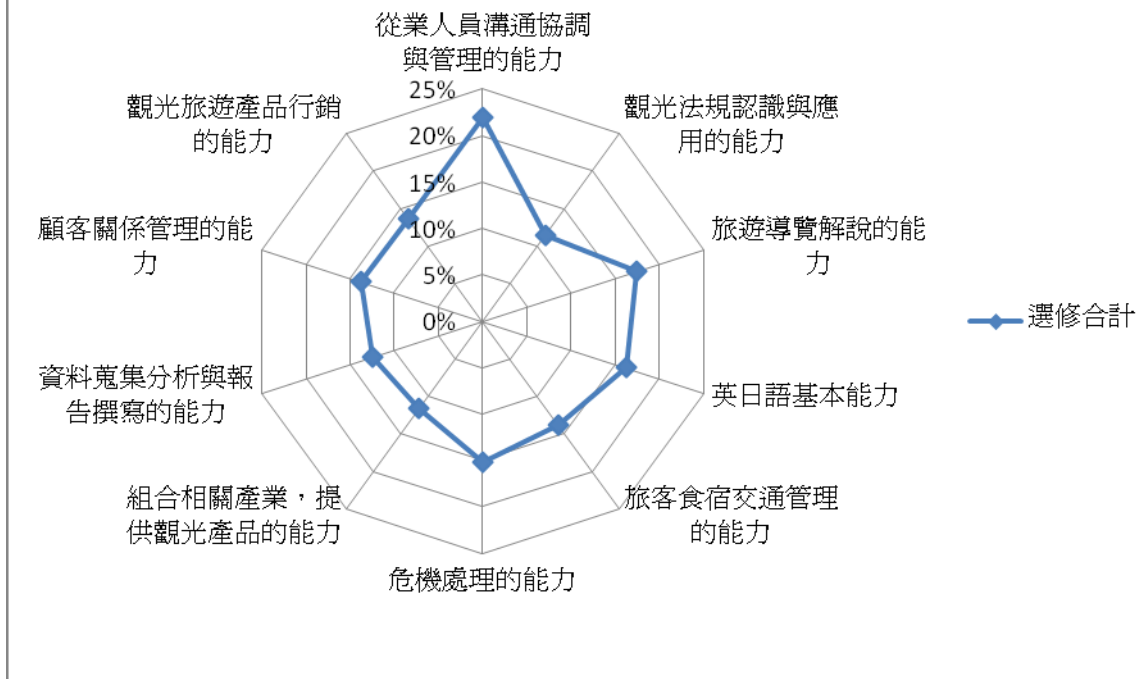 從業人員溝通協調
與管理的能力
25%
20%
15%
10%
5%
0%
觀光法規認識與應
用的能力
旅遊導覽解說的能
力
英日語基本能力
旅客食宿交通管理
的能力
危機處理的能力
組合相關產業，提
供觀光產品的能力
資料蒐集分析與報
告撰寫的能力
顧客關係管理的能
力
觀光旅遊產品行銷
的能力
選修合計